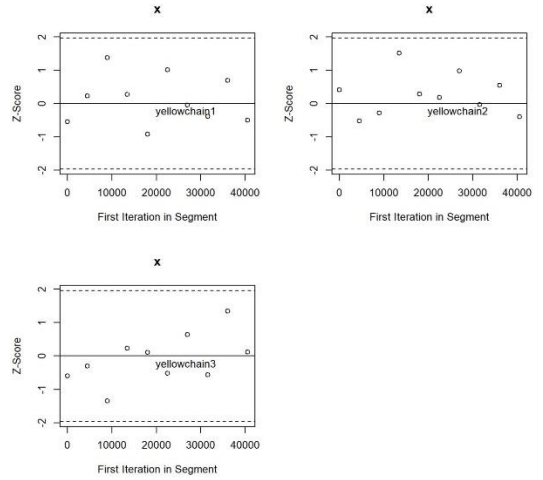 x
Z-Score
2
1
0
-1
-2
yellowchain1
0 10000 20000 30000 40000
First Iteration in Segment
x
Z-Score
2
1
0
-1
-2
yellowchain2
0 10000 20000 30000 40000
First Iteration in Segment
x
Z-Score
2
1
0
-1
-2
yellowchain3
0 10000 20000 30000 40000
First Iteration in Segment